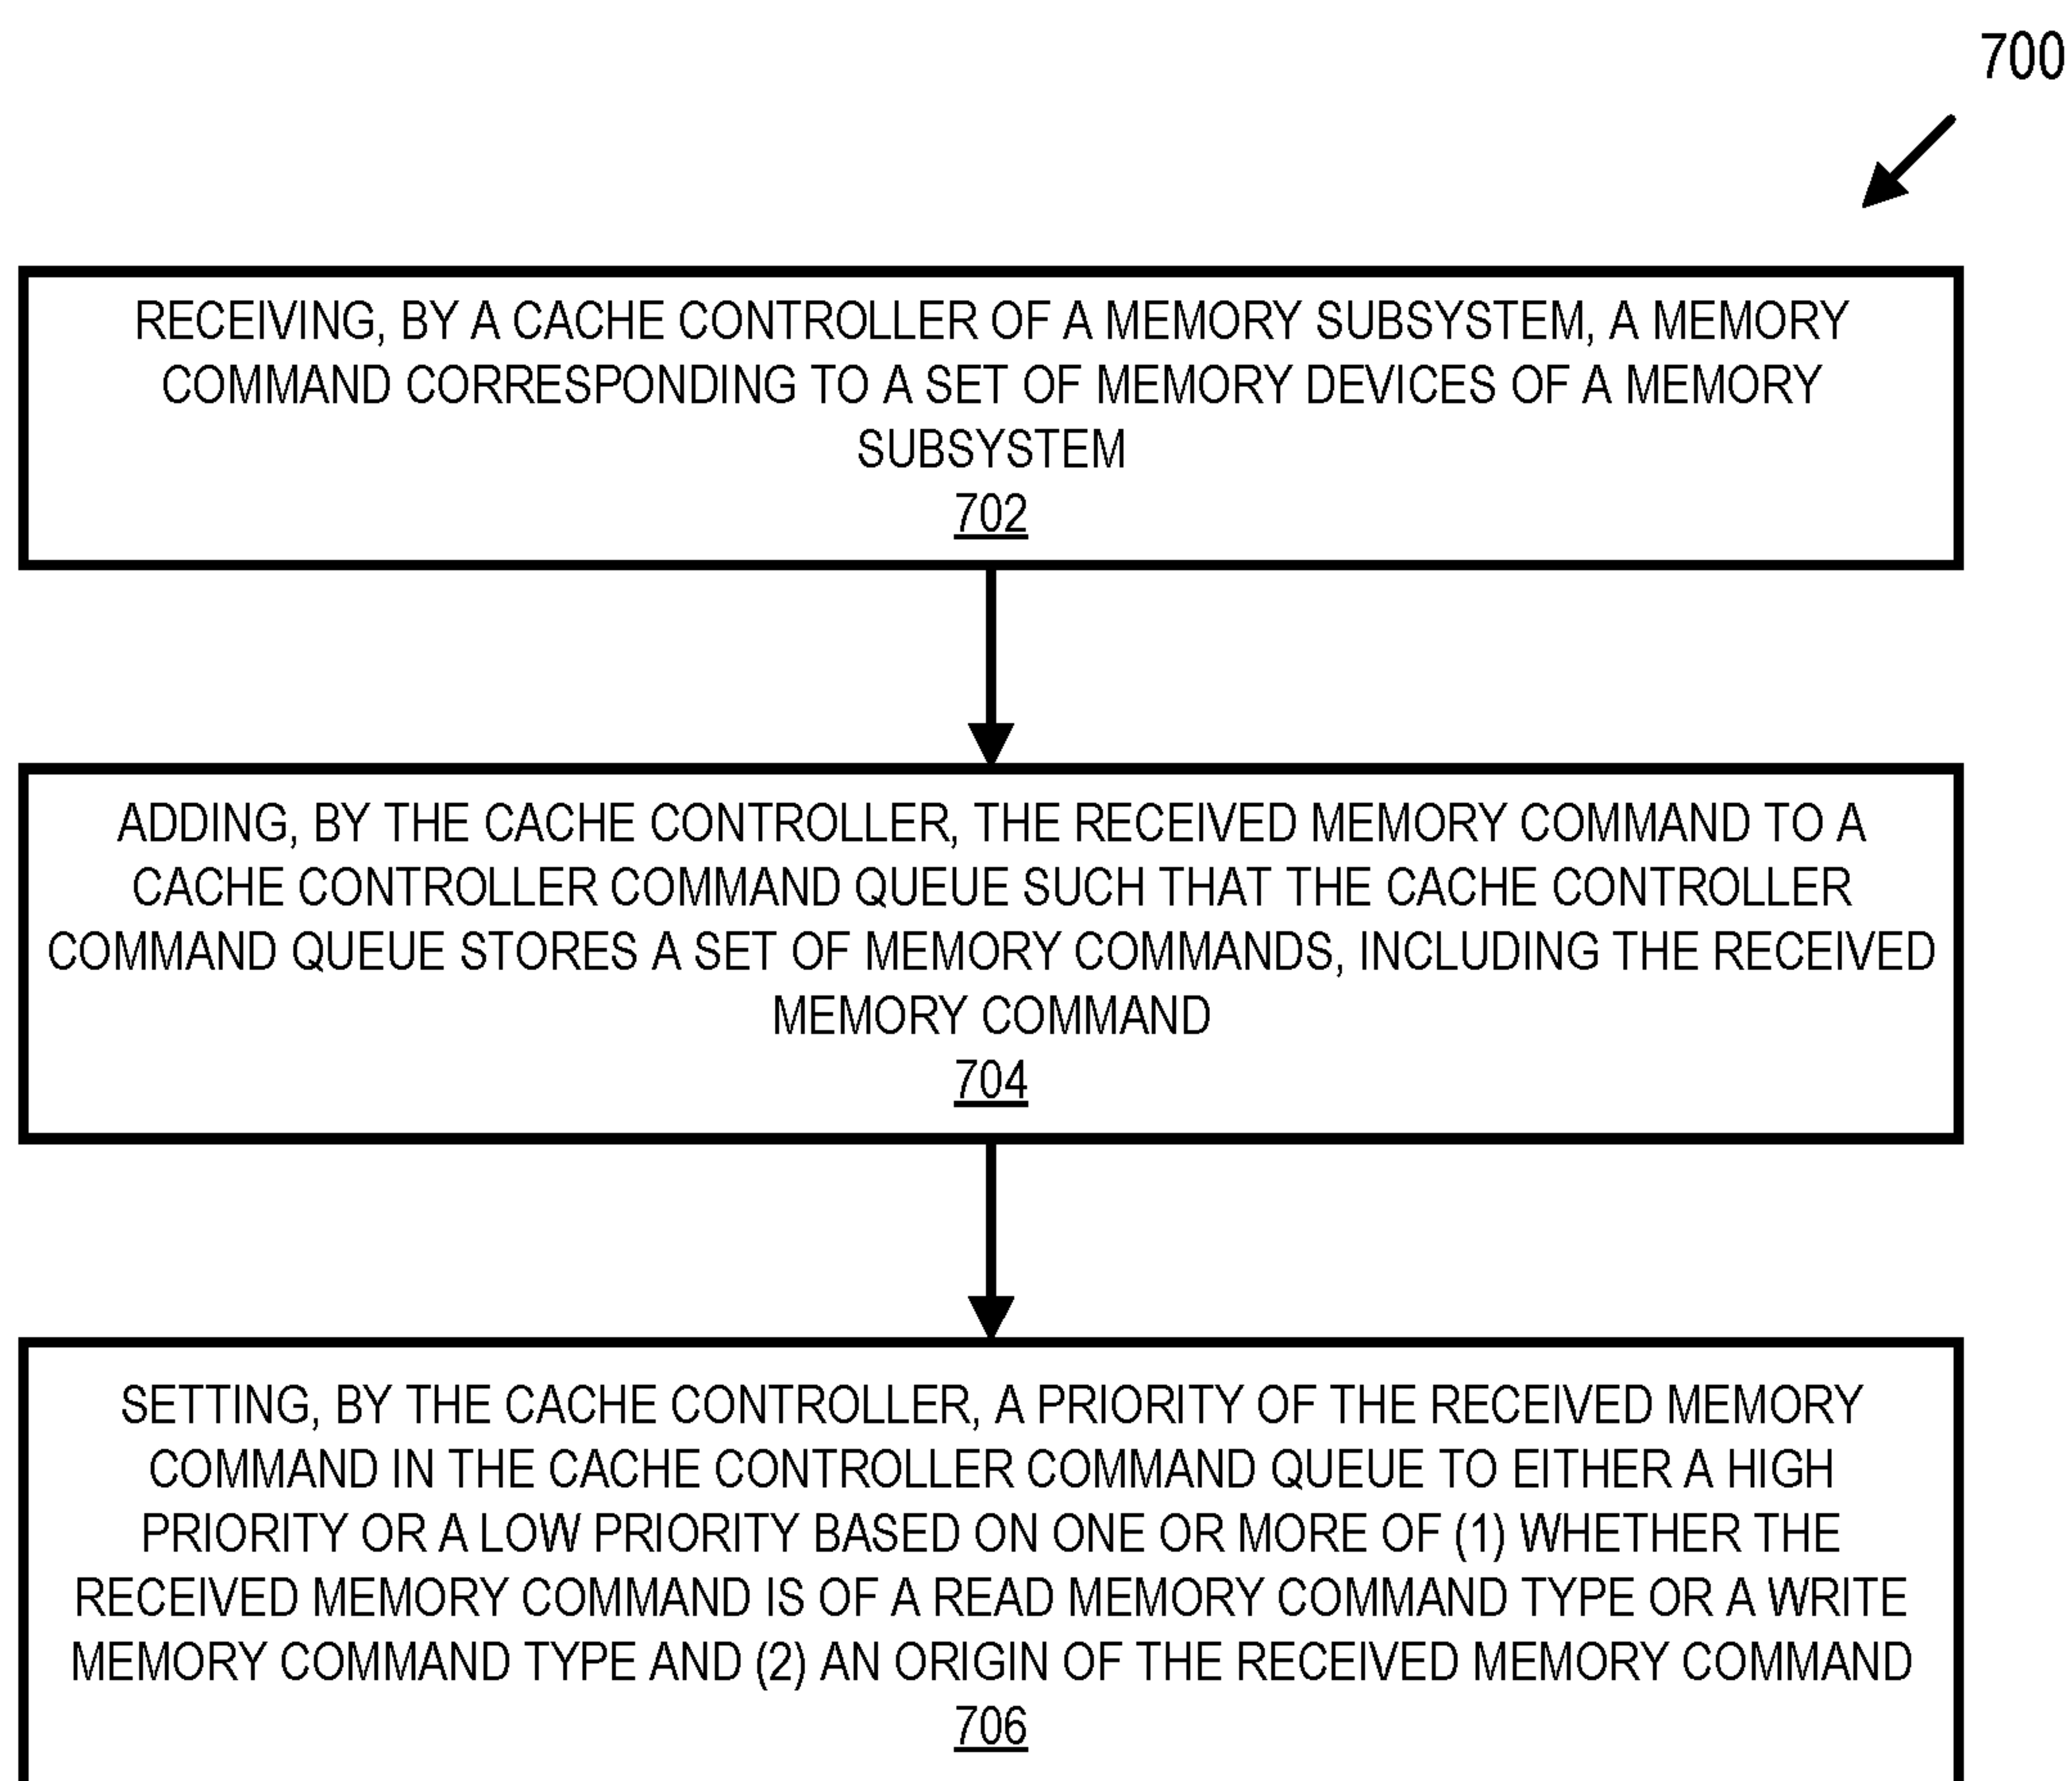 700
RECEIVING, BY A CACHE CONTROLLER OF A MEMORY SUBSYSTEM, A MEMORY
COMMAND CORRESPONDING TO A SET OF MEMORY DEVICES OF A MEMORY
SUBSYSTEM
702
ADDING, BY THE CACHE CONTROLLER, THE RECEIVED MEMORY COMMAND TO A
CACHE CONTROLLER COMMAND QUEUE SUCH THAT THE CACHE CONTROLLER
COMMAND QUEUE STORES A SET OF MEMORY COMMANDS, INCLUDING THE RECEIVED
MEMORY COMMAND
704
SETTING, BY THE CACHE CONTROLLER, A PRIORITY OF THE RECEIVED MEMORY
COMMAND IN THE CACHE CONTROLLER COMMAND QUEUE TO EITHER A HIGH
PRIORITY OR A LOW PRIORITY BASED ON ONE OR MORE OF (1) WHETHER THE
RECEIVED MEMORY COMMAND IS OF A READ MEMORY COMMAND TYPE OR A WRITE
MEMORY COMMAND TYPE AND (2) AN ORIGIN OF THE RECEIVED MEMORY COMMAND
706